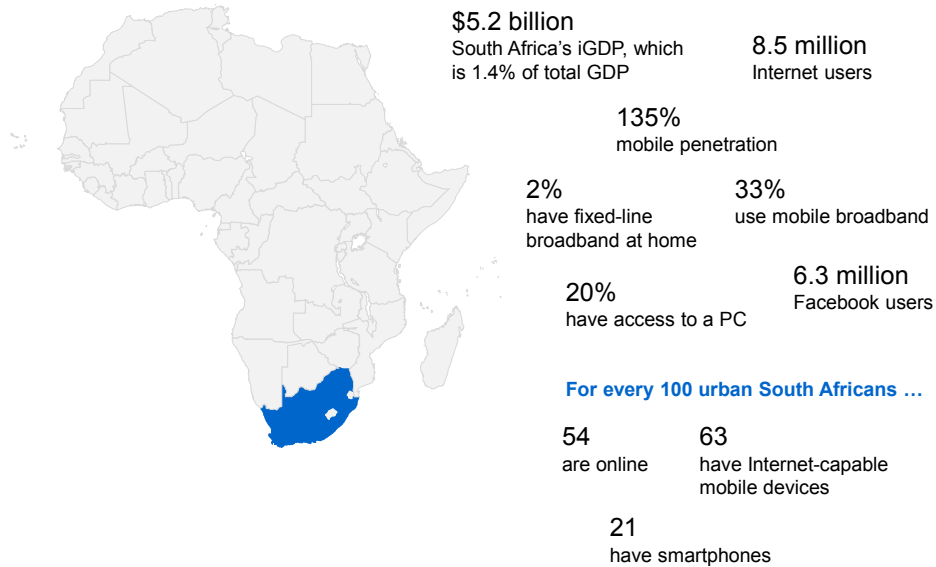 $5.2 billion
South Africa’s iGDP, which
is 1.4% of total GDP
8.5 million
Internet users
135%
mobile penetration
2%
have fixed-line
broadband at home
33%
use mobile broadband
20%
have access to a PC
6.3 million
Facebook users
For every 100 urban South Africans …
54
are online
63
have Internet-capable
mobile devices
21
have smartphones